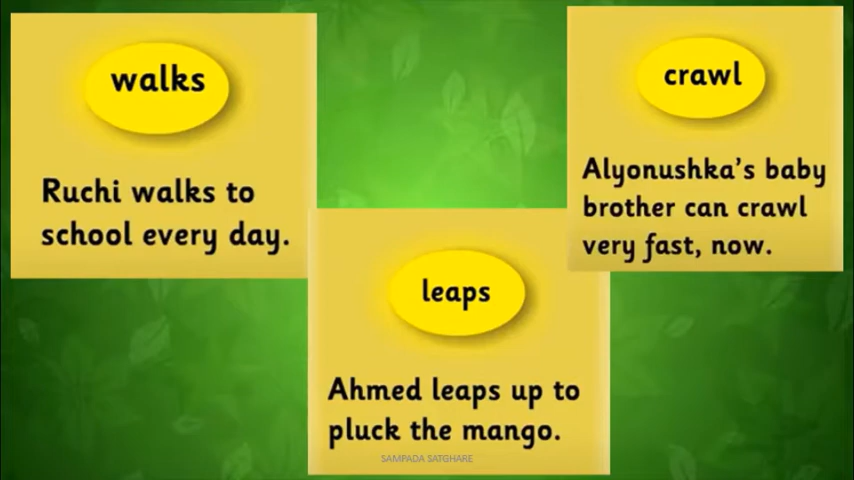 walks
Ruchi walks to
school every day.
crawl
Alyonushka's baby
brother can crawl
very fast, now.
leaps
Ahmed leaps up to
pluck the mango.
SAMPADA SATGHARE